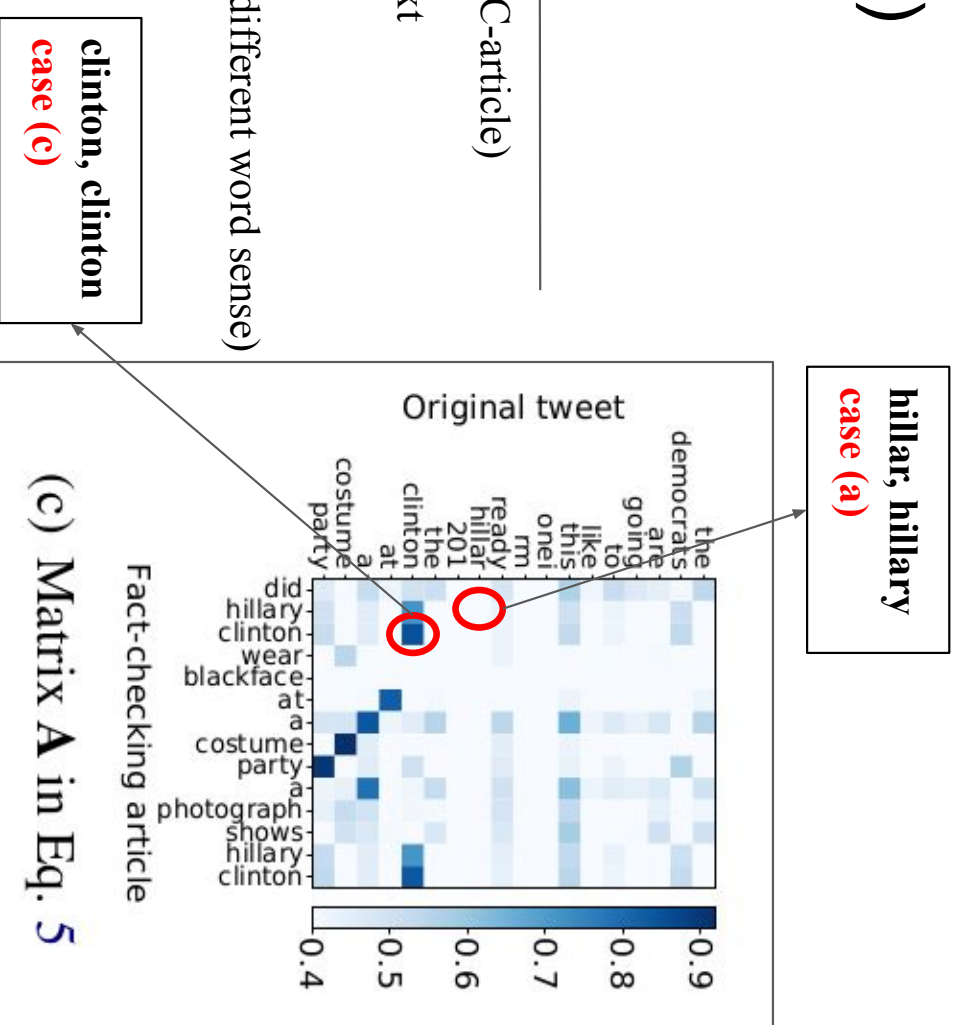 )
hillar, hillary
case (a)
C-article)
xt
different word sense)
clinton, clinton
case (c)
Original tweet
the
democrats
are
going
to
like
this
onei
rm
ready
hillar
201
the
clinton
at
a
costume
party
did
hillary
clinton
wear
blackface
at
a
costume
party
a
photograph
shows
hillary
clinton
Fact-checking article
0.9
0.8
0.7
0.6
0.5
0.4
(c) Matrix A in Eq. 5